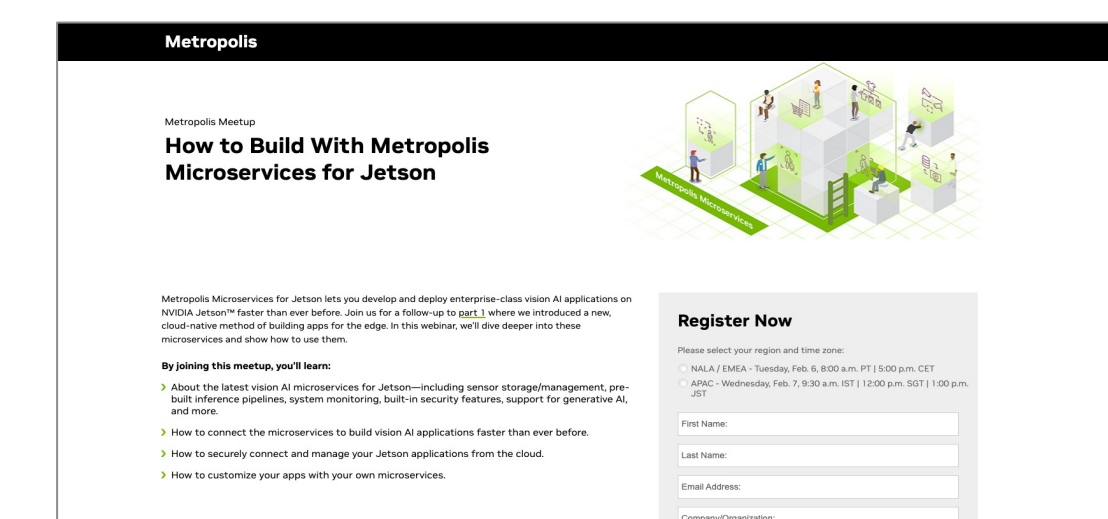 Metropolis
Metropolis Meetup
How to Build With Metropolis
Microservices for Jetson
Metropolis Microservices
Metropolis Microservices for Jetson lets you develop and deploy enterprise-class vision AI applications on
NVIDIA Jetson™ faster than ever before. Join us for a follow-up to part 1 where we introduced a new,
cloud-native method of building apps for the edge. In this webinar, we'll dive deeper into these
microservices and show how to use them.
By joining this meetup, you'll learn:
About the latest vision AI microservices for Jetson—including sensor storage/management, pre-
built inference pipelines, system monitoring, built-in security features, support for generative AI,
and more.
How to connect the microservices to build vision AI applications faster than ever before.
How to securely connect and manage your Jetson applications from the cloud.
How to customize your apps with your own microservices.
Register Now
Please select your region and time zone:
NALA / EMEA - Tuesday, Feb. 6, 8:00 a.m. PT | 5:00 p.m. CET
APAC - Wednesday, Feb. 7, 9:30 a.m. IST | 12:00 p.m. SGT | 1:00 p.m.
JST
First Name:
Last Name:
Email Address:
Company/Organization: